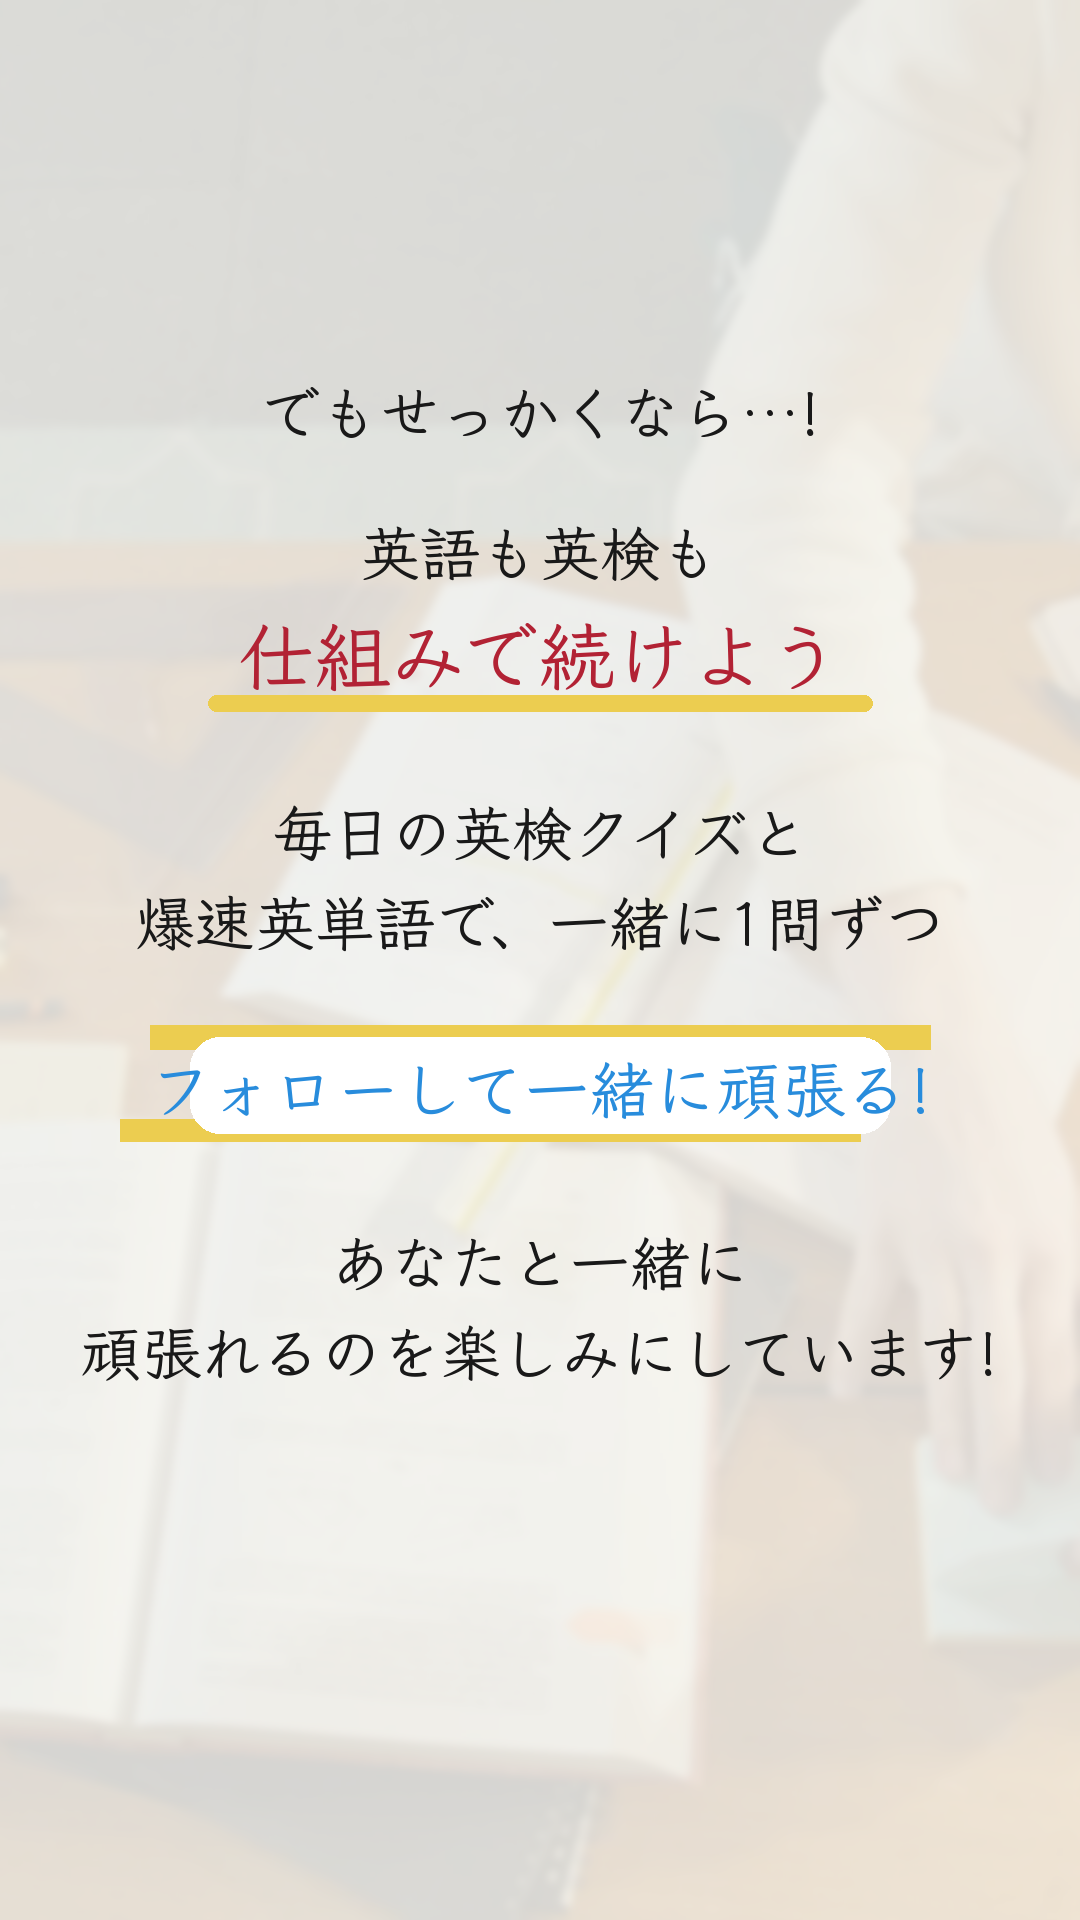 でもせっかくなら…!
英語も英検も
仕組みで続けよう
毎日の英検クイズと
爆速英単語で、一緒に1問ずつ
フォローして一緒に頑張る!
あなたと一緒に
頑張れるのを楽しみにしています!